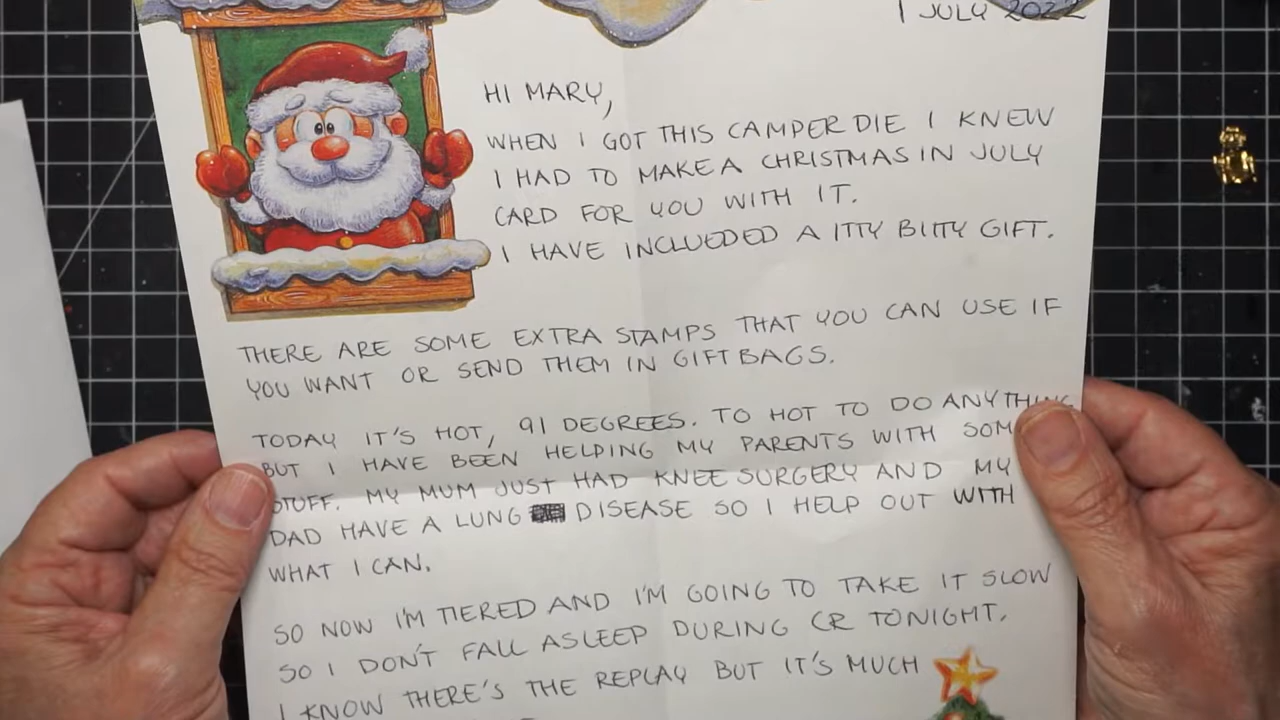 1 JULY 2022
HI MARY,
WHEN I GOT THIS CAMPER DIE I KNEW
I HAD TO MAKE A CHRISTMAS IN JULY
CARD FOR YOU WITH IT.
I HAVE INCLUEDED A ITTY BITTY GIFT.
THERE ARE SOME EXTRA STAMPS THAT YOU CAN USE IF
YOU WANT OR SEND THEM IN GIFT BAGS.
TODAY IT'S HOT, 91 DEGREES. TO HOT TO DO ANYTHING
BUT I HAVE BEEN HELPING MY PARENTS WITH SOM
STUFF. MY MUM JUST HAD KNEE SURGERY AND MY
DAD HAVE A LUNG DISEASE SO I HELP OUT WITH
WHAT I CAN.
SO NOW I'M TIERED AND I'M GOING TO TAKE IT SLOW
SO I DON'T FALL ASLEEP DURING CR TONIGHT.
I KNOW THERE'S THE REPLAY BUT IT'S MUCH